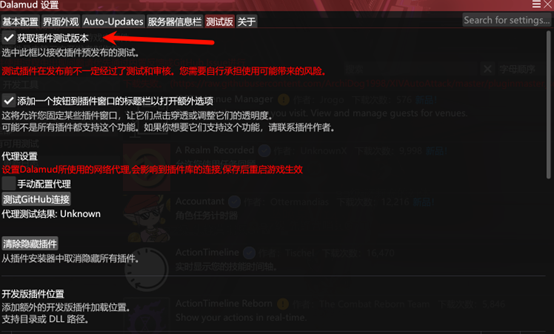 Dalamud 设置
基本配置 界面外观 Auto-Updates 服务器信息栏 测试版 关于
Search for settings...
获取插件测试版本
选中此框以接收插件预发布的测试。
测试插件在发布前不一定经过了测试和审核。您需要自行承担使用可能带来的风险。
添加一个按钮到插件窗口的标题栏以打开额外选项
这将允许您固定某些插件窗口，让它们点击穿透或调整它们的透明度。
可能不是所有插件都支持这个功能。如果你想要它们支持这个功能，请联系插件作者。
代理设置
设置Dalamud所使用的网络代理,会影响到插件库的连接,保存后重启游戏生效
手动配置代理
测试GitHub连接
代理测试结果: Unknown
清除隐藏插件
从插件安装器中取消隐藏所有插件。
开发版插件位置
添加额外的开发版插件加载位置。
支持目录或 DLL 路径。
A Realm Recorded
Accountant
ActionTimeline
ActionTimeline Reborn
Show your actions in real-time